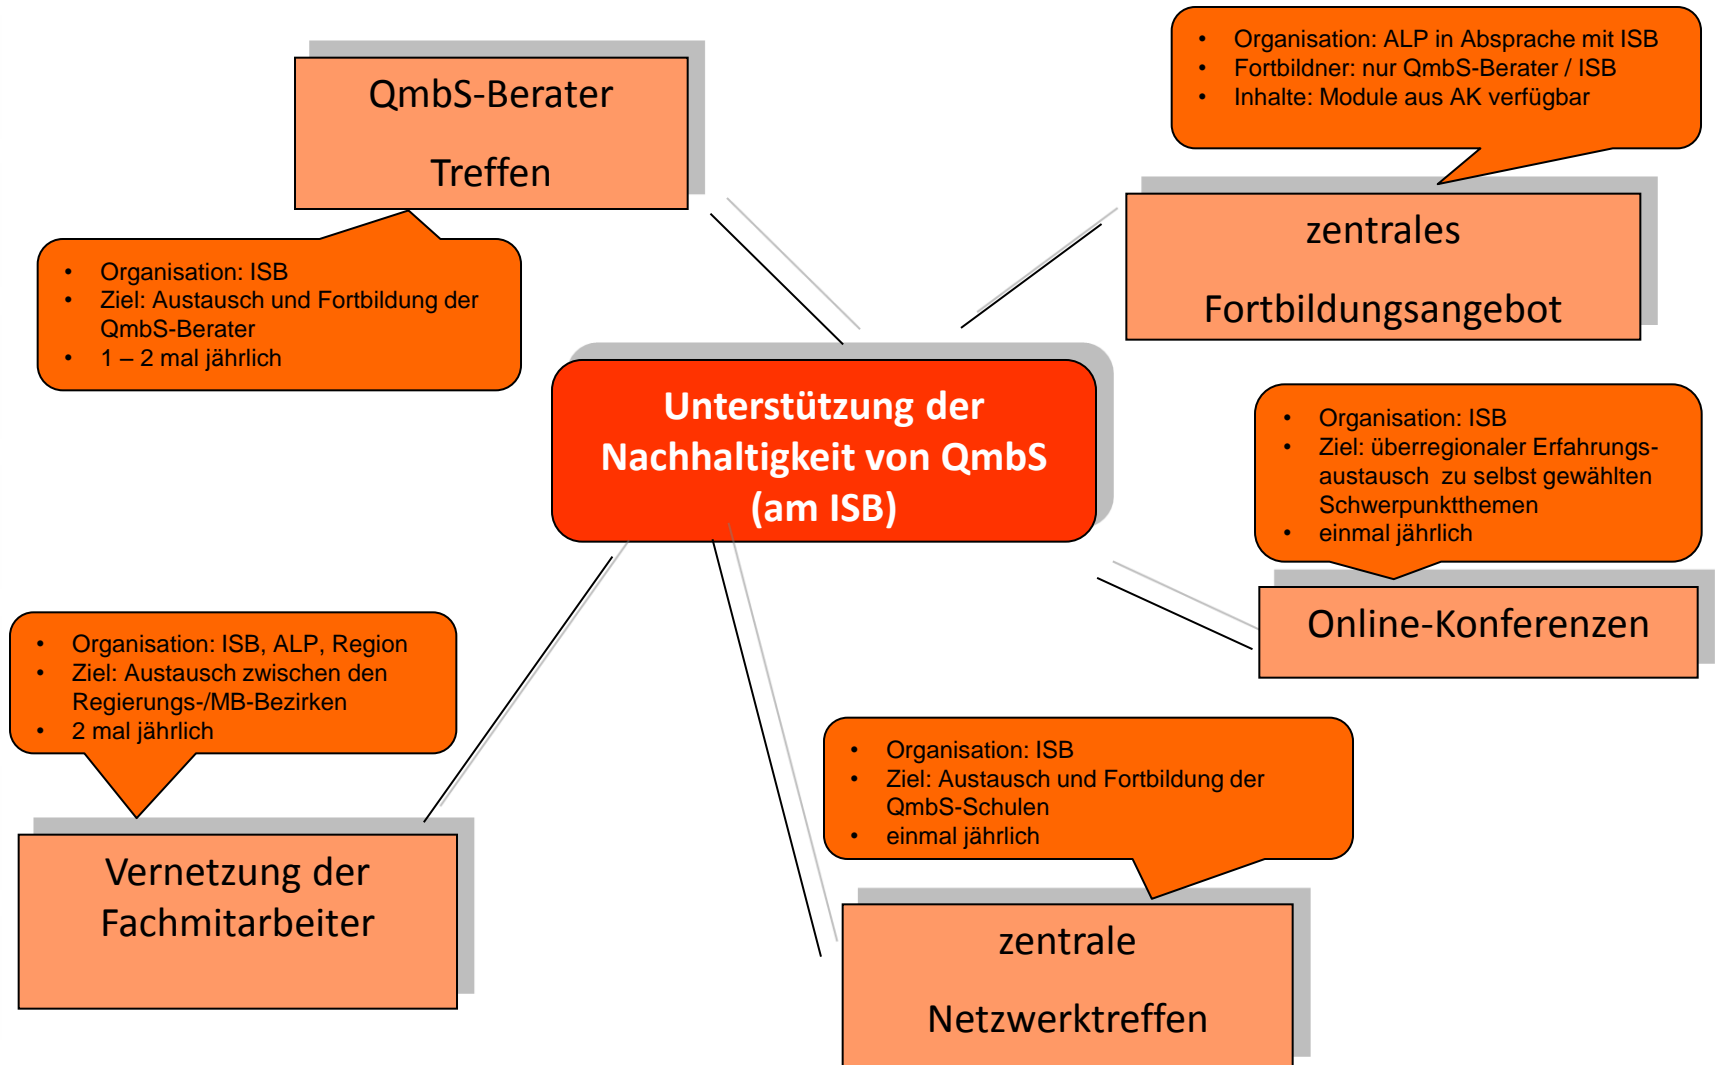 QmbS-Berater
Treffen
• Organisation: ISB
• Ziel: Austausch und Fortbildung der
QmbS-Berater
• 1 – 2 mal jährlich
• Organisation: ALP in Absprache mit ISB
• Fortbildner: nur QmbS-Berater / ISB
• Inhalte: Module aus AK verfügbar
zentrales
Fortbildungsangebot
Unterstützung der
Nachhaltigkeit von QmbS
(am ISB)
• Organisation: ISB
• Ziel: überregionaler Erfahrungs-
austausch zu selbst gewählten
Schwerpunktthemen
• einmal jährlich
Online-Konferenzen
• Organisation: ISB, ALP, Region
• Ziel: Austausch zwischen den
Regierungs-/MB-Bezirken
• 2 mal jährlich
Vernetzung der
Fachmitarbeiter
• Organisation: ISB
• Ziel: Austausch und Fortbildung der
QmbS-Schulen
• einmal jährlich
zentrale
Netzwerktreffen